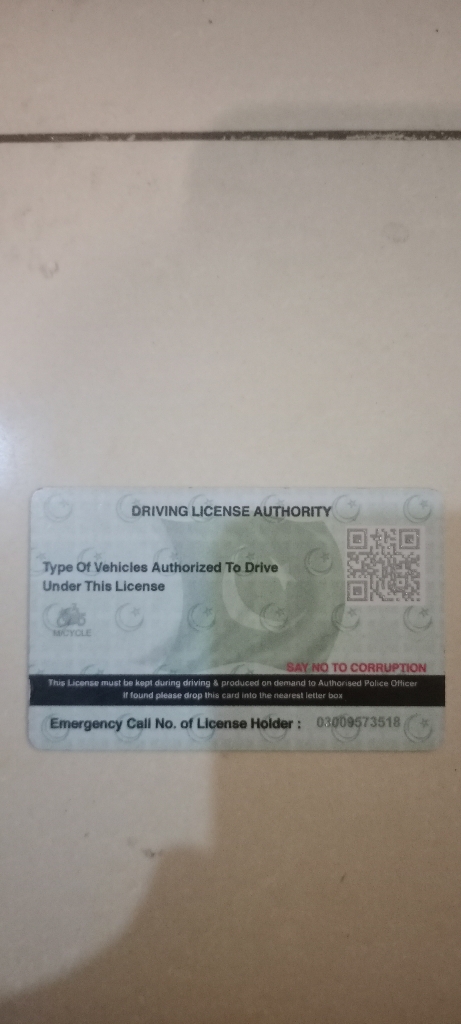 DRIVING LICENSE AUTHORITY
Type Of Vehicles Authorized To Drive
Under This License
M/CYCLE
SAY NO TO CORRUPTION
This License must be kept during driving & produced on demand to Authorised Police Officer
If found please drop this card into the nearest letter box
Emergency Call No. of License Holder : 03009573518